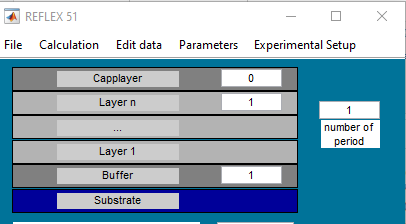 REFLEX 51
File Calculation Edit data Parameters Experimental Setup
Capplayer 0
Layer n 1
...
Layer 1
Buffer 1
Substrate
1
number of
period